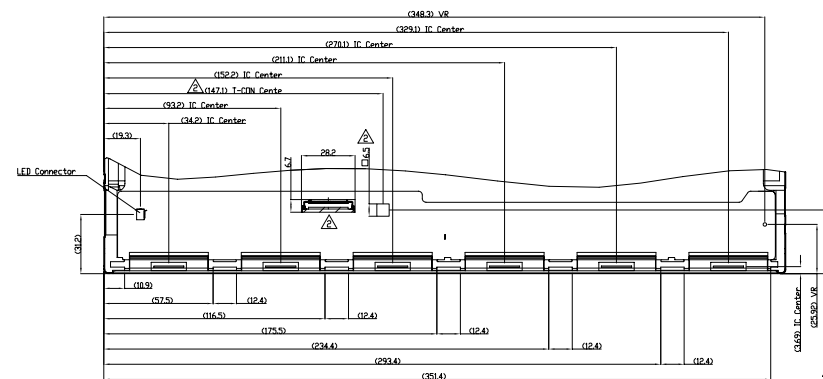 (348.3) VR
(329.1) IC Center
(270.1) IC Center
(211.1) IC Center
(152.2) IC Center
2 (147.1) T-CON Cente
(93.2) IC Center
(34.2) IC Center
(19.3)
28.2
6.7
2
□6.5
LED Connector
2
(31.2)
(10.9)
(57.5)
(12.4)
(116.5)
(12.4)
(175.5)
(12.4)
(234.4)
(12.4)
(293.4)
(12.4)
(351.4)
(3.69) IC Center
(25.92) VR